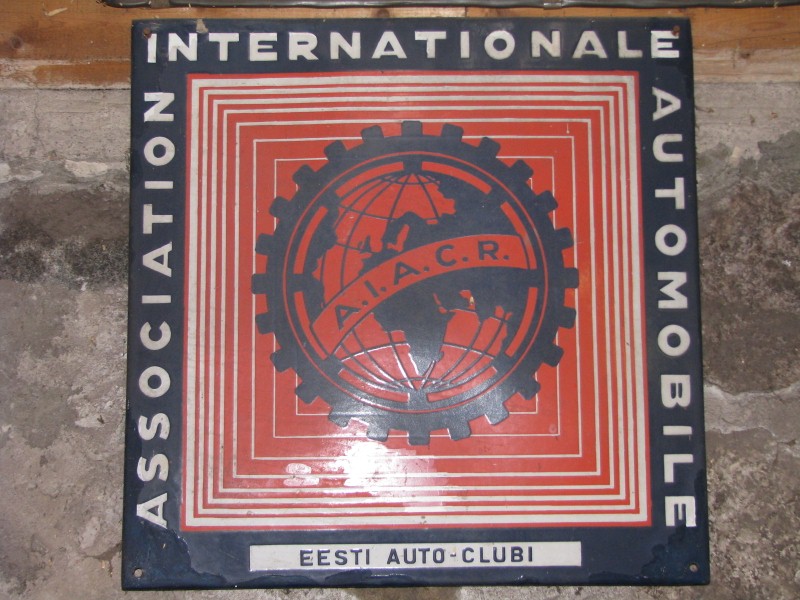 ASSOCIATION
INTERNATIONALE
AUTOMOBILE
A.I.A.C.R.
EESTI AUTO-CLUBI